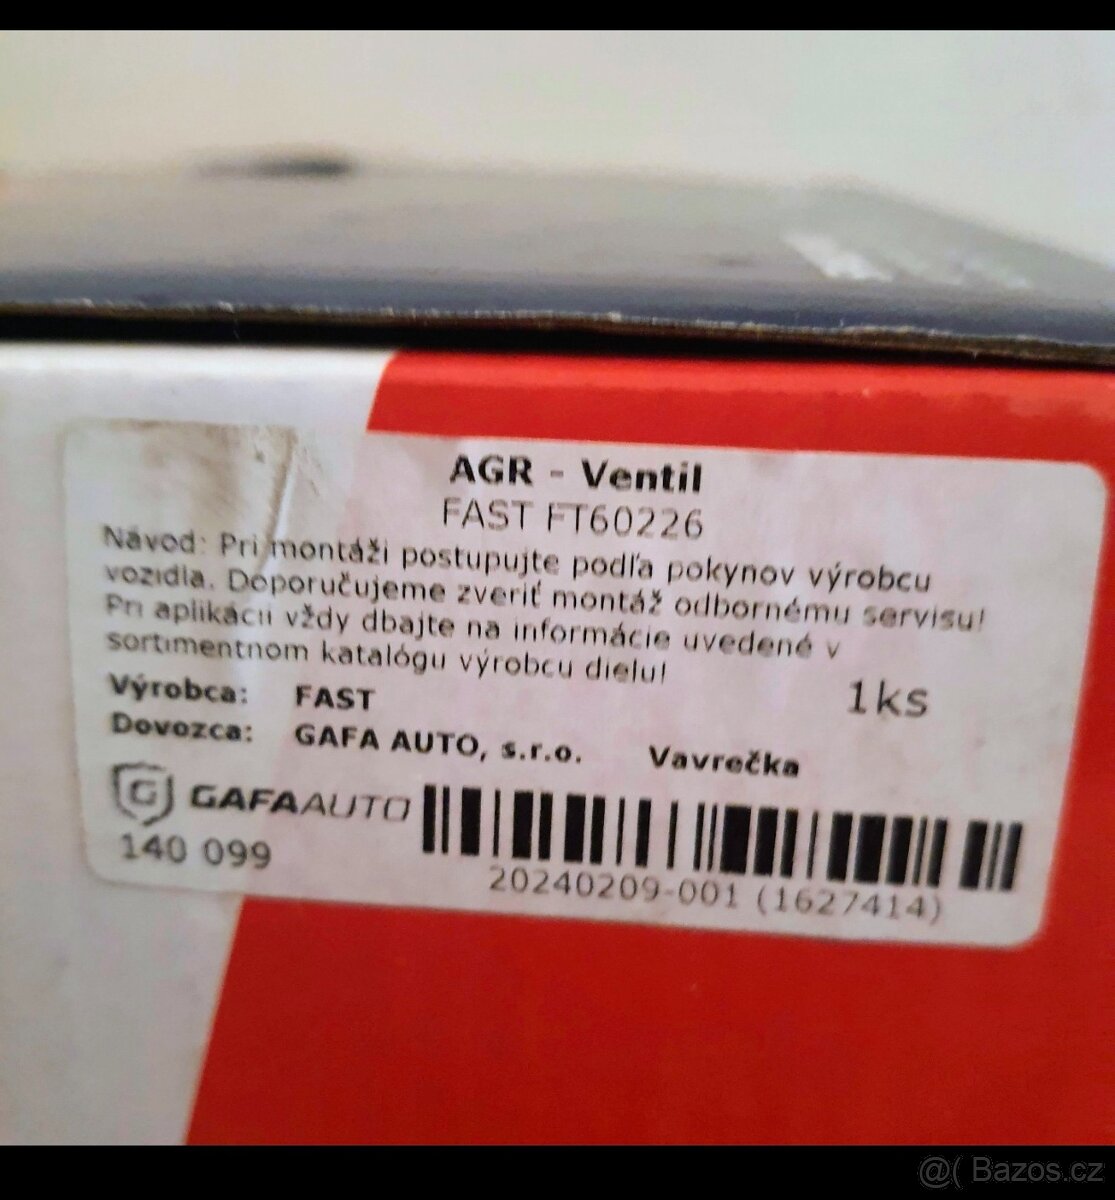 AGR - Ventil
FAST FT60226
Návod: Pri montáži postupujte podľa pokynov výrobcu
vozidla. Doporučujeme zveriť montáž odbornému servisu!
Pri aplikácii vždy dbajte na informácie uvedené v
sortimentnom katalógu výrobcu dielu!
1ks
Výrobca: FAST
Dovozca: GAFA AUTO, s.r.o. Vavrečka
G GAFAAUTO
140 099
20240209-001 (1627414)
@( Bazos.cz